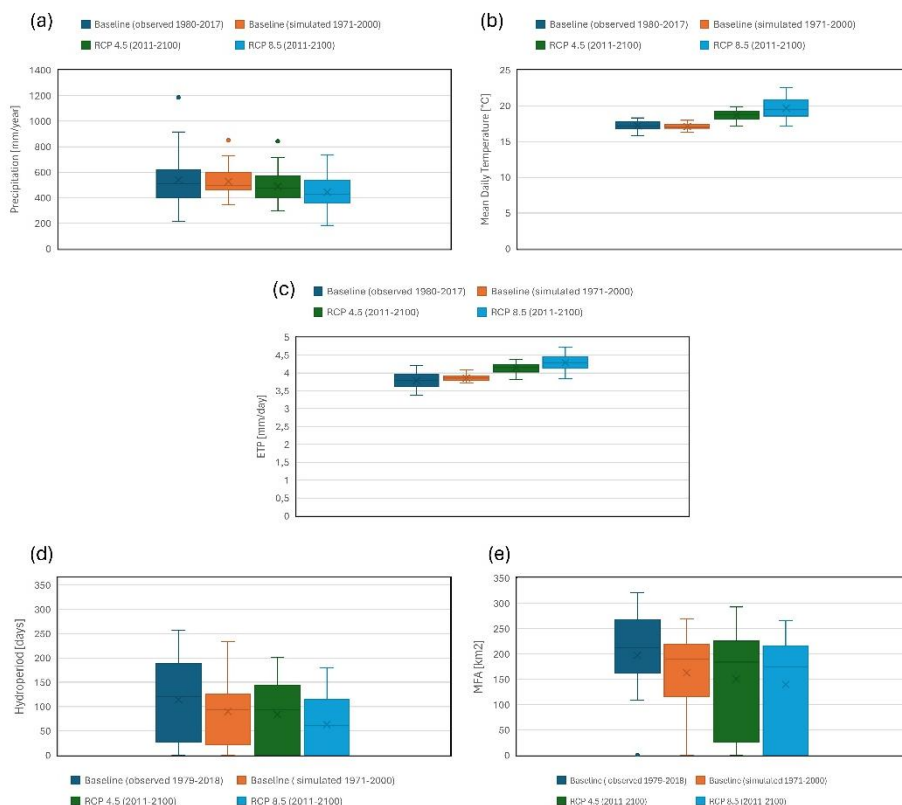 (a)
Baseline (observed 1980-2017) Baseline (simulated 1971-2000)
RCP 4.5 (2011-2100) RCP 8.5 (2011-2100)
1400
1200
1000
800
600
400
200
0
Precipitation [mm/year]
(b)
Baseline (observed 1980-2017) Baseline (simulated 1971-2000)
RCP 4.5 (2011-2100) RCP 8.5 (2011-2100)
25
20
15
10
5
0
Mean Daily Temperature [°C]
(c)
Baseline (observed 1980-2017) Baseline (simulated 1971-2000)
RCP 4.5 (2011-2100) RCP 8.5 (2011-2100)
5
4,5
4
3,5
3
2,5
2
1,5
1
0,5
0
ETP [mm/day]
(d)
350
300
250
200
150
100
50
0
Hydroperiod [days]
Baseline (observed 1979-2018) Baseline ( simulated 1971-2000)
RCP 4.5 (2011-2100) RCP 8.5 (2011-2100)
(e)
350
300
250
200
150
100
50
0
MFA [km2]
Baseline ( observed 1979-2018) Baseline (simulated 1971-2000)
RCP 4.5 (2011-2100) RCP 8.5 (2011-2100)